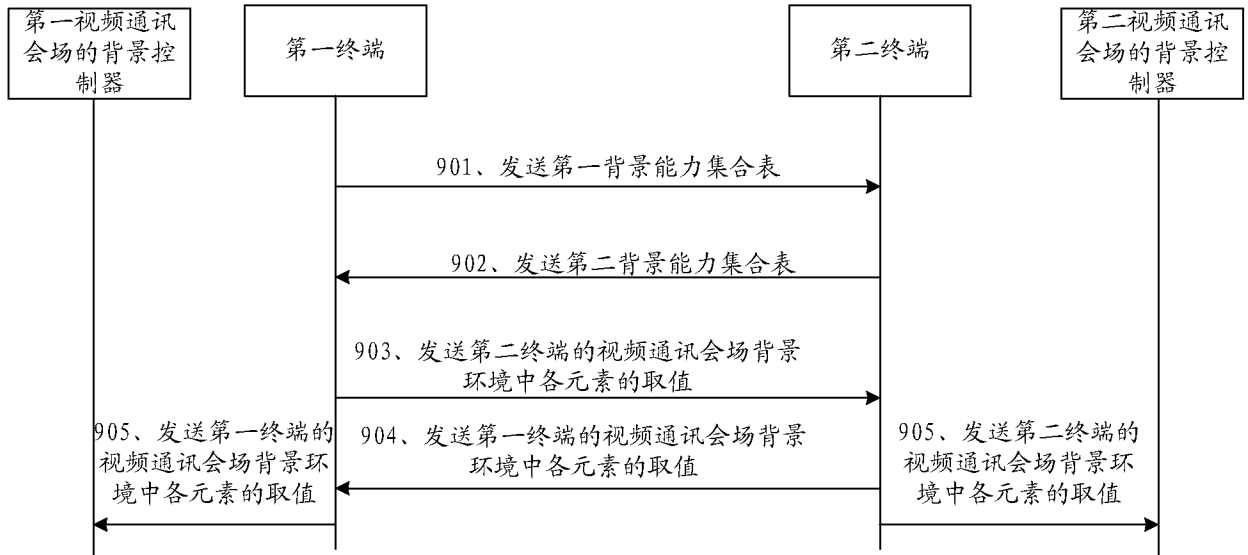 第一视频通讯
会场的背景控
制器
第一终端
第二终端
第二视频通讯
会场的背景控
制器
901、发送第一背景能力集合表
902、发送第二背景能力集合表
903、发送第二终端的视频通讯会场背景
环境中各元素的取值
905、发送第一终端的
视频通讯会场背景环
境中各元素的取值
904、发送第一终端的视频通讯会场背景
环境中各元素的取值
905、发送第二终端的
视频通讯会场背景环
境中各元素的取值